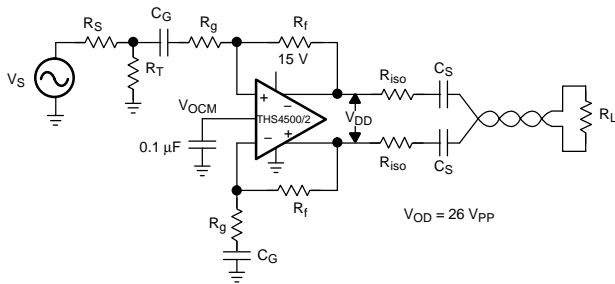 C_G
R_S
R_g
R_f
15 V
V_S
R_T
R_iso
C_S
V_OCM
+
−
THS4500/2
V_DD
R_L
0.1 μF
−
+
R_iso
C_S
R_f
R_g
V_OD = 26 V_PP
C_G